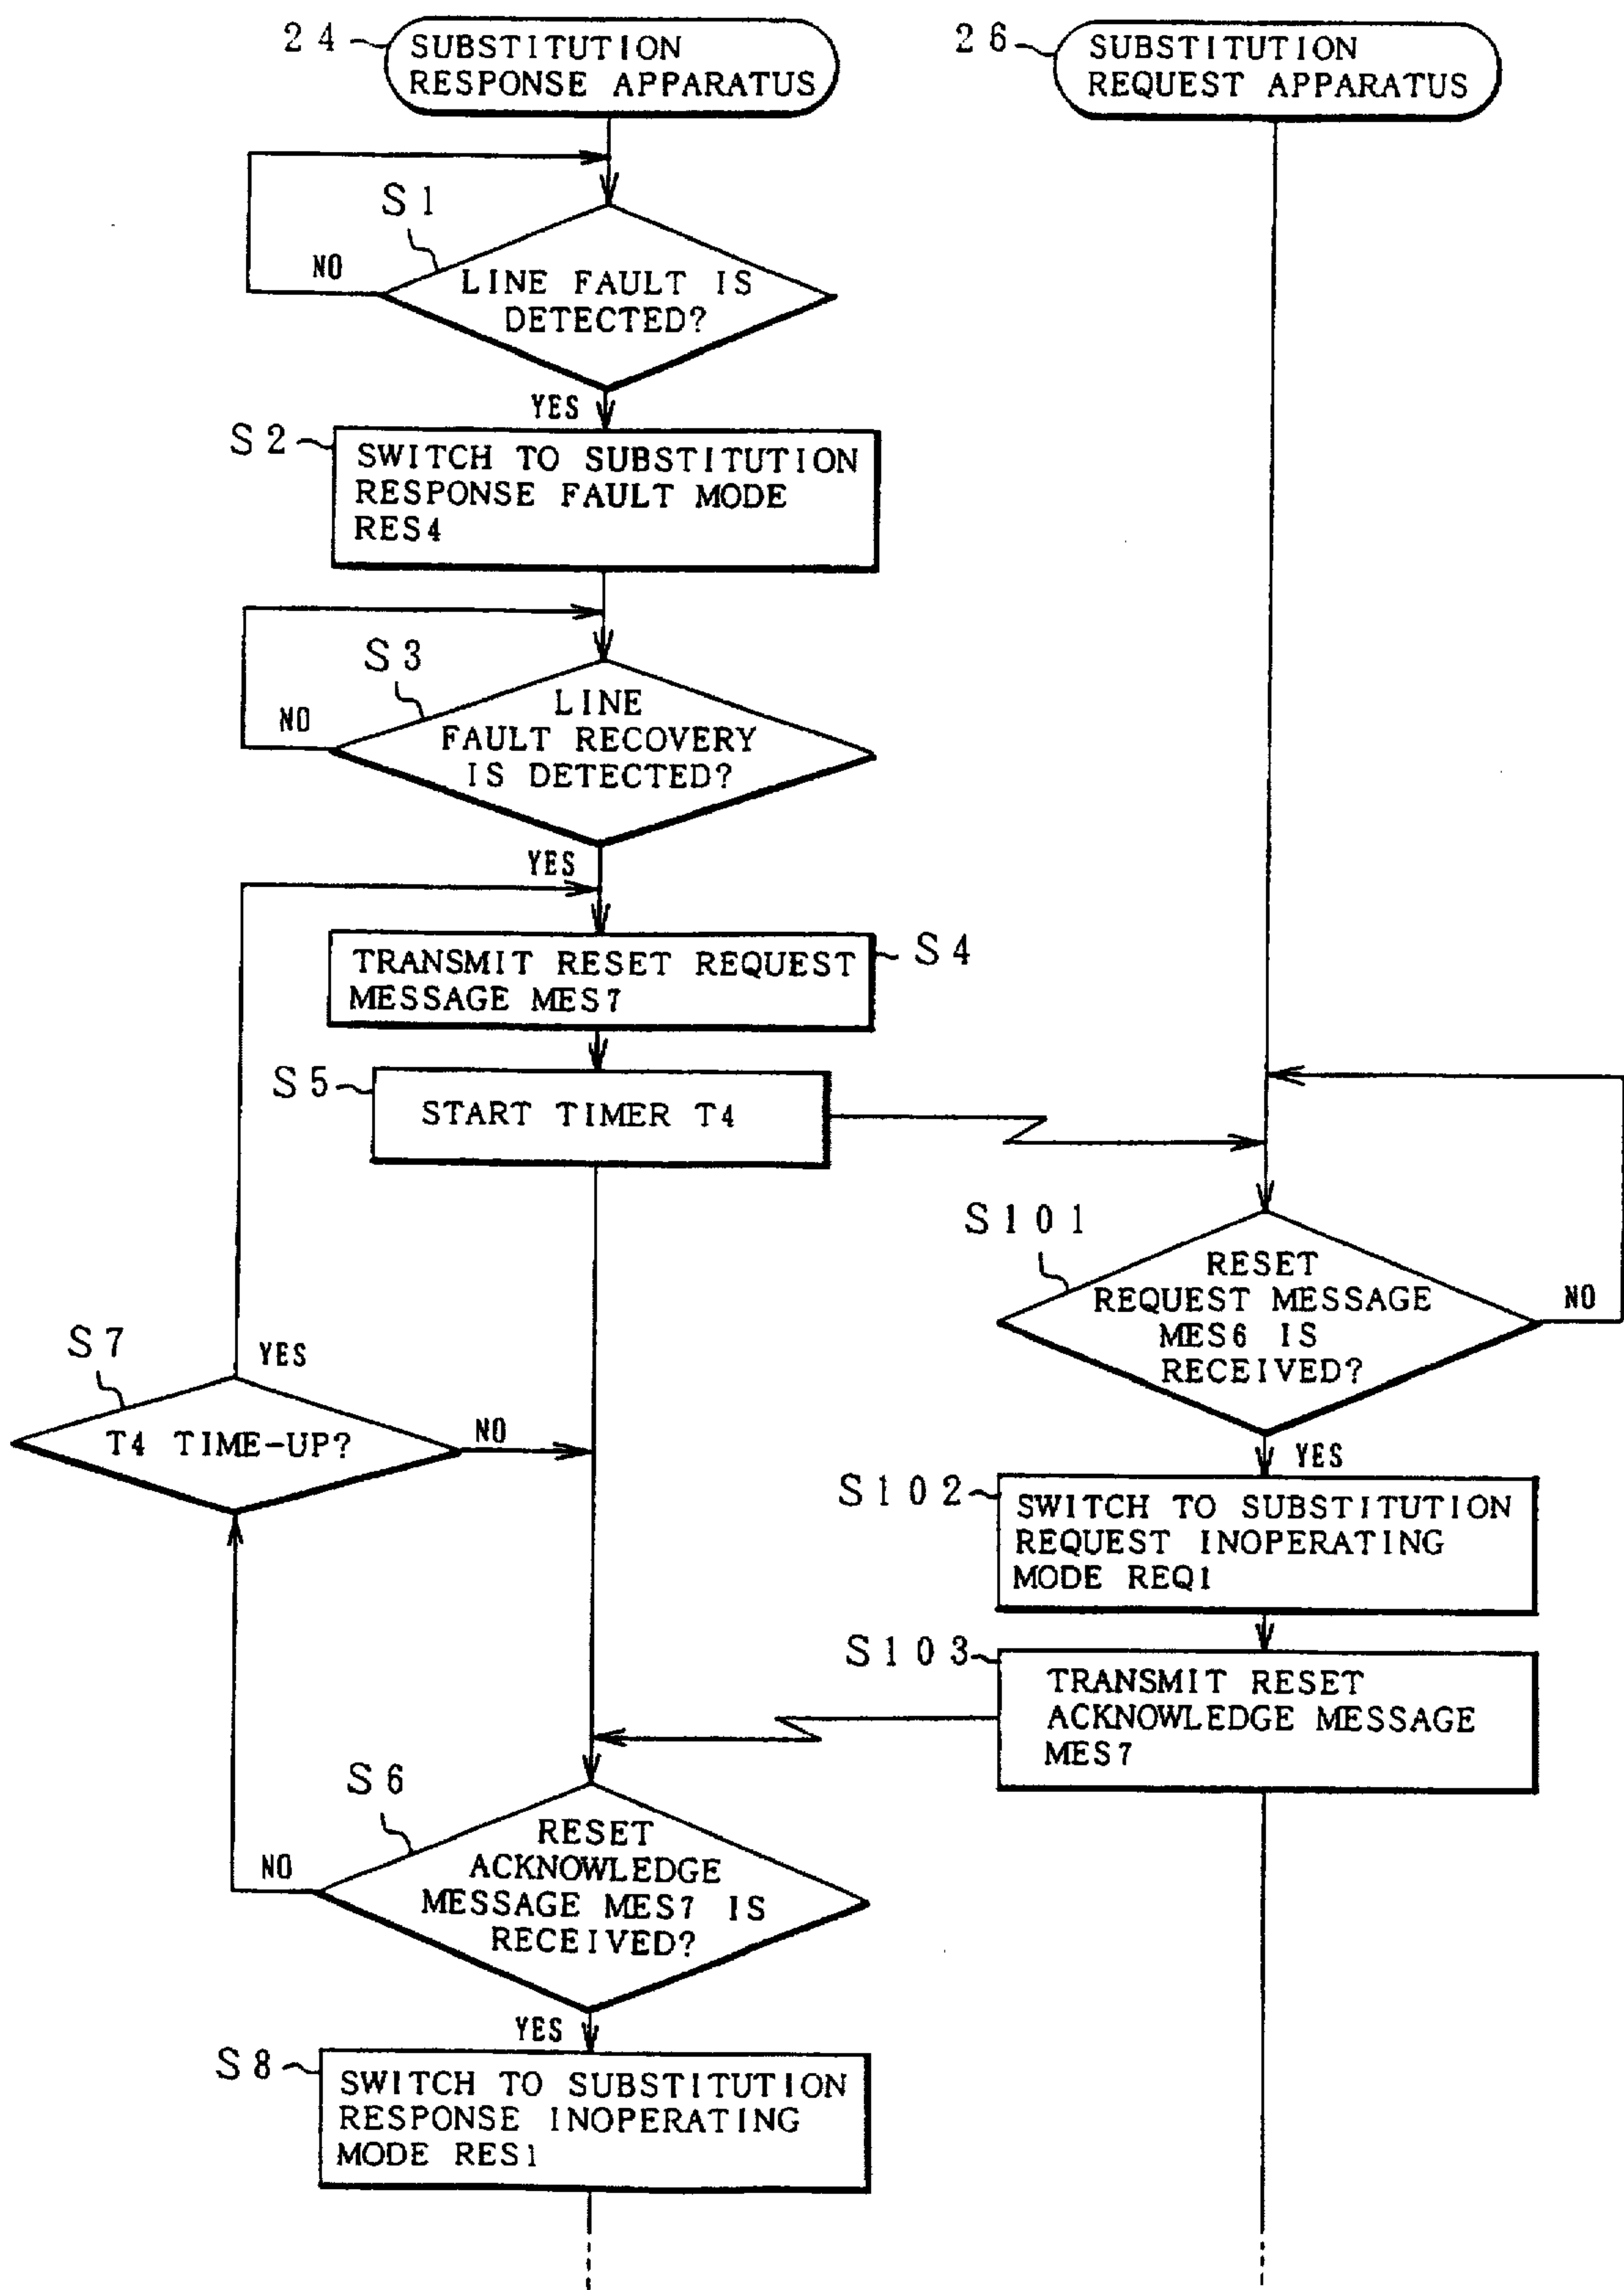 24
SUBSTITUTION
RESPONSE APPARATUS
26
SUBSTITUTION
REQUEST APPARATUS
S1
NO
LINE FAULT IS
DETECTED?
YES
S2
SWITCH TO SUBSTITUTION
RESPONSE FAULT MODE
RES4
S3
NO
LINE
FAULT RECOVERY
IS DETECTED?
YES
S4
TRANSMIT RESET REQUEST
MESSAGE MES7
S5
START TIMER T4
S101
RESET
REQUEST MESSAGE
MES6 IS
RECEIVED?
NO
S7
YES
T4 TIME-UP?
NO
YES
S102
SWITCH TO SUBSTITUTION
REQUEST INOPERATING
MODE REQ1
S103
TRANSMIT RESET
ACKNOWLEDGE MESSAGE
MES7
S6
NO
RESET
ACKNOWLEDGE
MESSAGE MES7 IS
RECEIVED?
YES
S8
SWITCH TO SUBSTITUTION
RESPONSE INOPERATING
MODE RES1